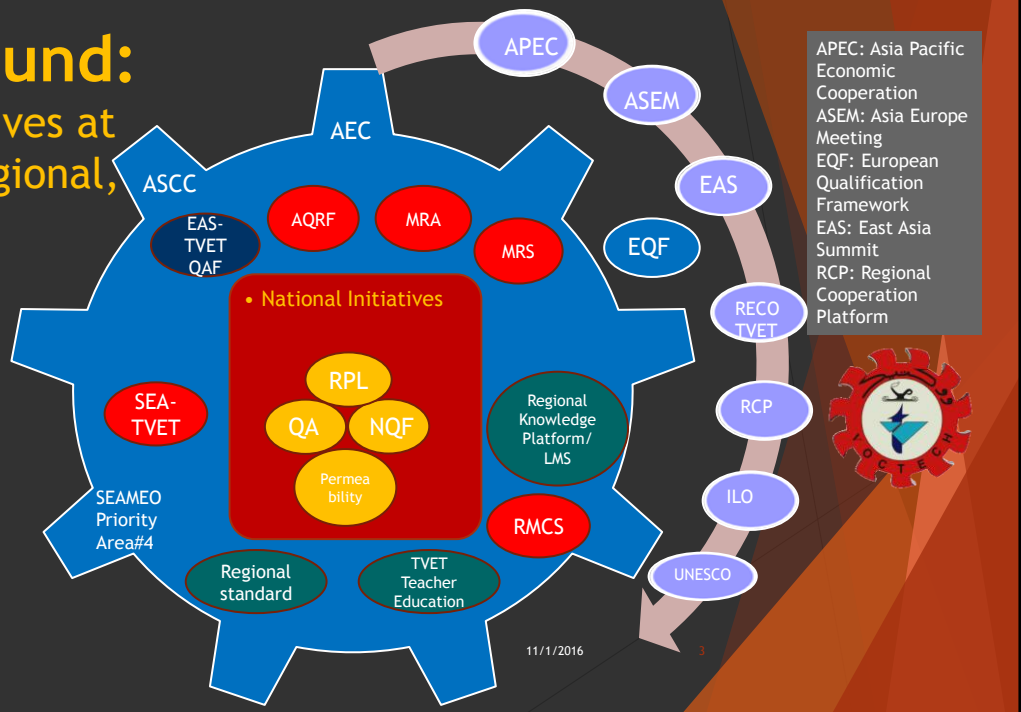 und:
ves at
gional,
AEC
ASCC
EAS-
TVET
QAF
AQRF
MRA
MRS
• National Initiatives
RPL
QA
NQF
Permea
bility
SEA-
TVET
SEAMEO
Priority
Area#4
Regional
standard
TVET
Teacher
Education
RMCS
Regional
Knowledge
Platform/
LMS
APEC
ASEM
EAS
EQF
RECO
TVET
RCP
ILO
UNESCO
APEC: Asia Pacific
Economic
Cooperation
ASEM: Asia Europe
Meeting
EQF: European
Qualification
Framework
EAS: East Asia
Summit
RCP: Regional
Cooperation
Platform
VOCTECH
11/1/2016
3